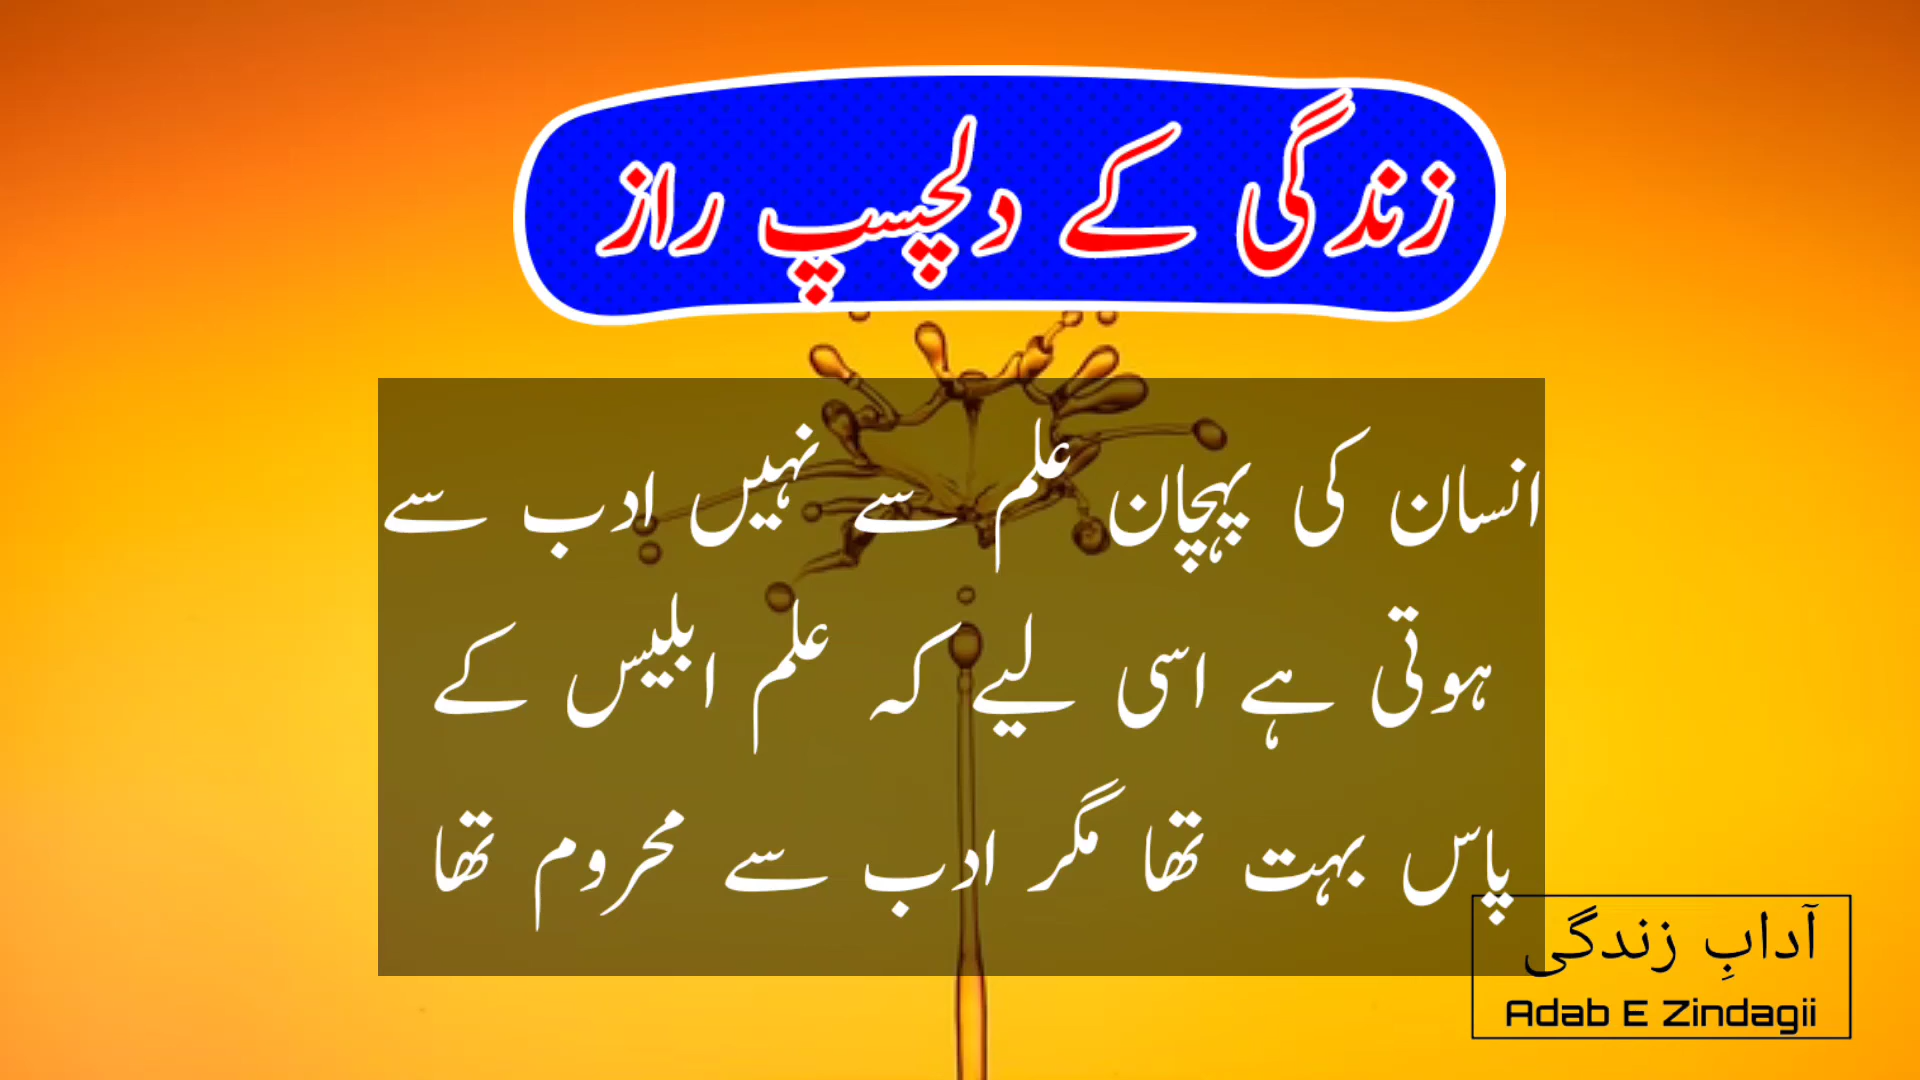 زندگی کے دلچسپ راز
انسان کی پہچان علم سے نہیں ادب سے
ہوتی ہے اسی لیے کہ علم ابلیس کے
پاس بہت تھا مگر ادب سے محروم تھا
آدابِ زندگی
Adab E Zindagii